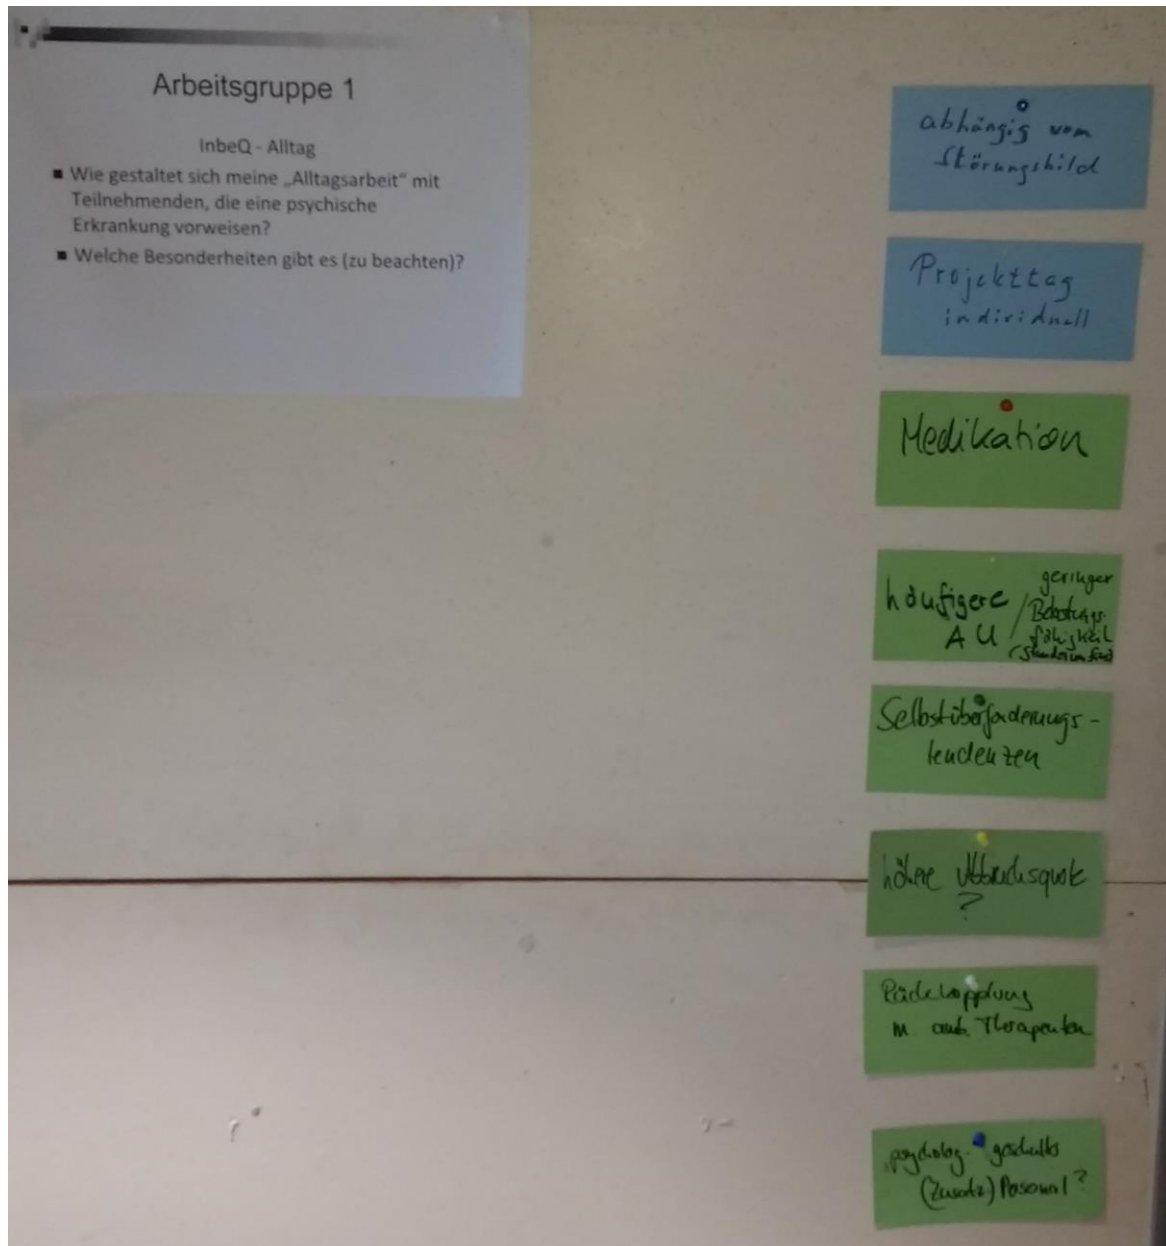 Arbeitsgruppe 1
InbeQ - Alltag
■ Wie gestaltet sich meine „Alltagsarbeit“ mit
Teilnehmenden, die eine psychische
Erkrankung vorweisen?
■ Welche Besonderheiten gibt es (zu beachten)?
abhängig vom
Störungsbild
Projekttag
individuell
Medikation
häufigere
AU /
geringer
Belastungs-
fähigkeit
Selbstüberforderungs-
tendenzen
höhere Abbruchsquote
?
Rückkopplung
m. amb. Therapeuten
psycholog. geschultes
(Zusatz) Personal?